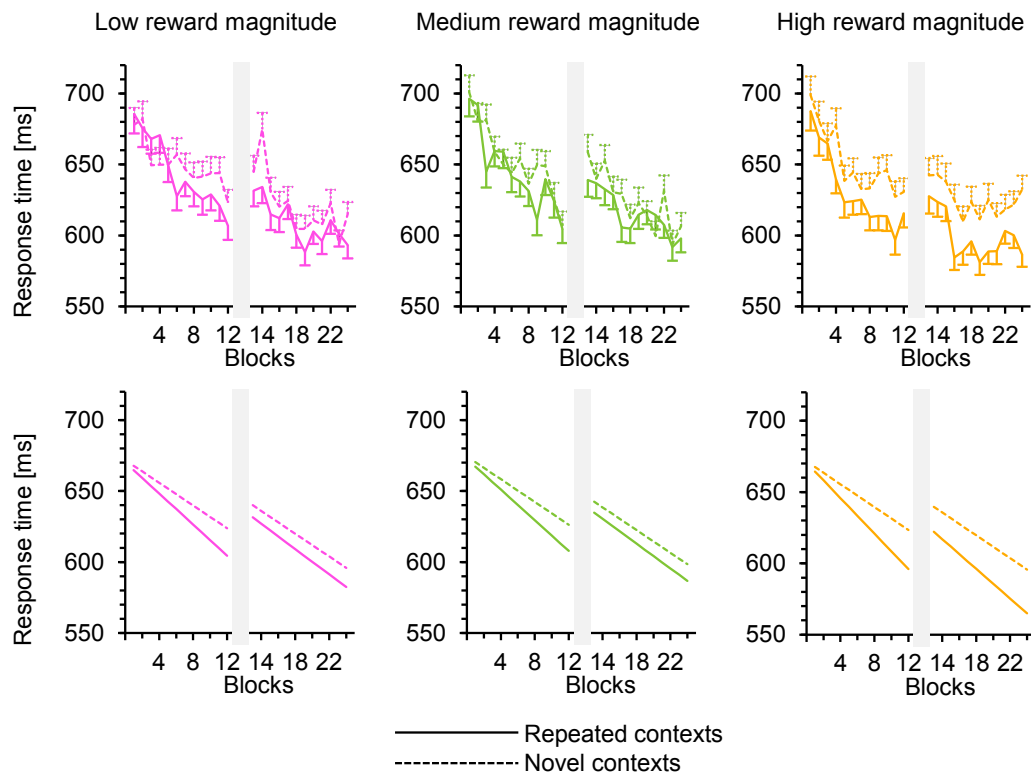 Low reward magnitude
Medium reward magnitude
High reward magnitude
Response time [ms]
700
650
600
550
4 8 12 14 18 22
Blocks
700
650
600
550
4 8 12 14 18 22
Blocks
700
650
600
550
4 8 12 14 18 22
Blocks
Response time [ms]
700
650
600
550
4 8 12 14 18 22
Blocks
700
650
600
550
4 8 12 14 18 22
Blocks
700
650
600
550
4 8 12 14 18 22
Blocks
Repeated contexts
Novel contexts